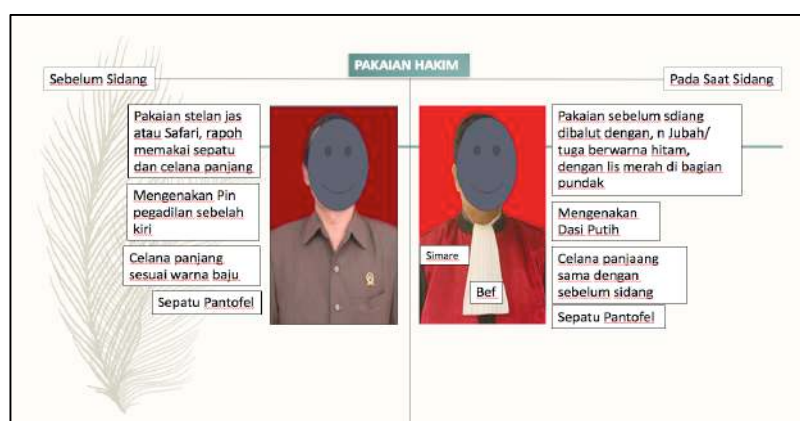 PAKAIAN HAKIM
Sebelum Sidang
Pakaian stelan jas
atau Safari, rapoh
memakai sepatu
dan celana panjang
Mengenakan Pin
pegadilan sebelah
kiri
Celana panjang
sesuai warna baju
Sepatu Pantofel
Pada Saat Sidang
Pakaian sebelum sdiang
dibalut dengan, n Jubah/
tuga berwarna hitam,
dengan lis merah di bagian
pundak
Mengenakan
Dasi Putih
Celana panjaang
sama dengan
sebelum sidang
Sepatu Pantofel
Simare
Bef